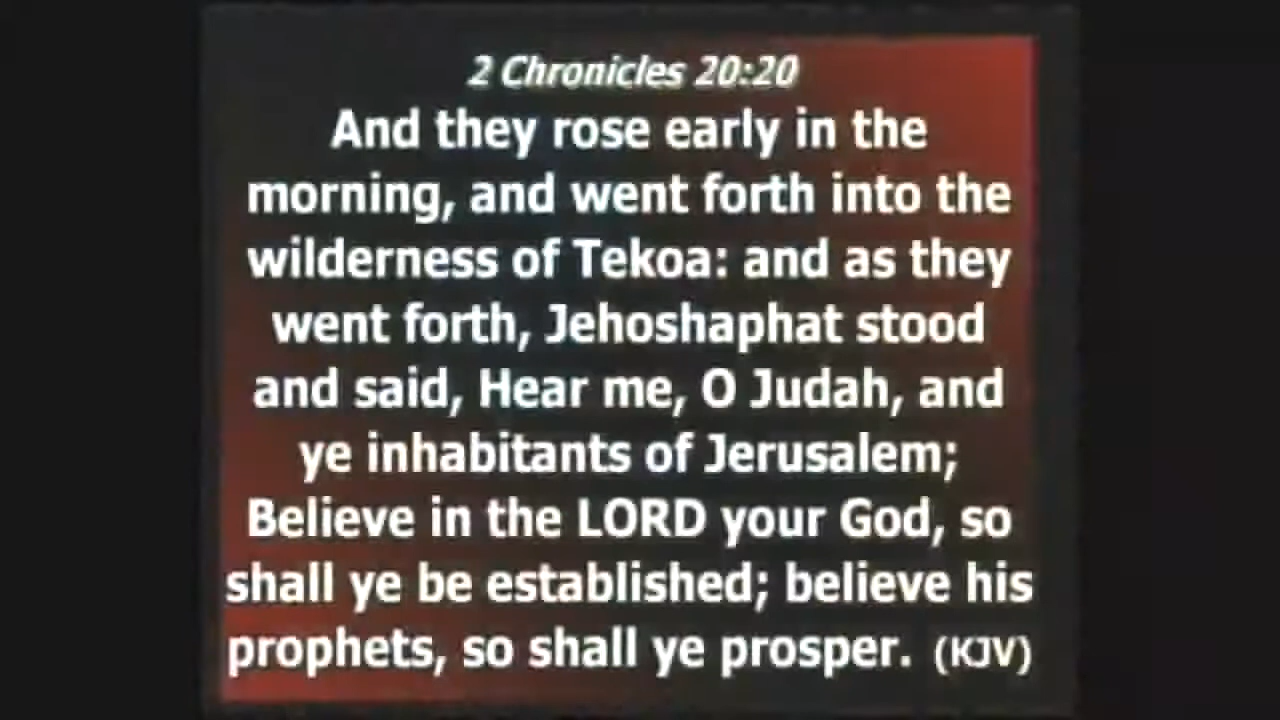 2 Chronicles 20:20
And they rose early in the
morning, and went forth into the
wilderness of Tekoa: and as they
went forth, Jehoshaphat stood
and said, Hear me, O Judah, and
ye inhabitants of Jerusalem;
Believe in the LORD your God, so
shall ye be established; believe his
prophets, so shall ye prosper. (KJV)